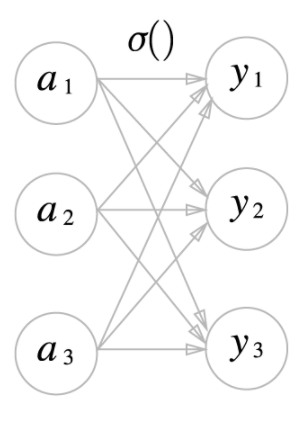 σ()
a₁ y₁
a₂ y₂
a₃ y₃